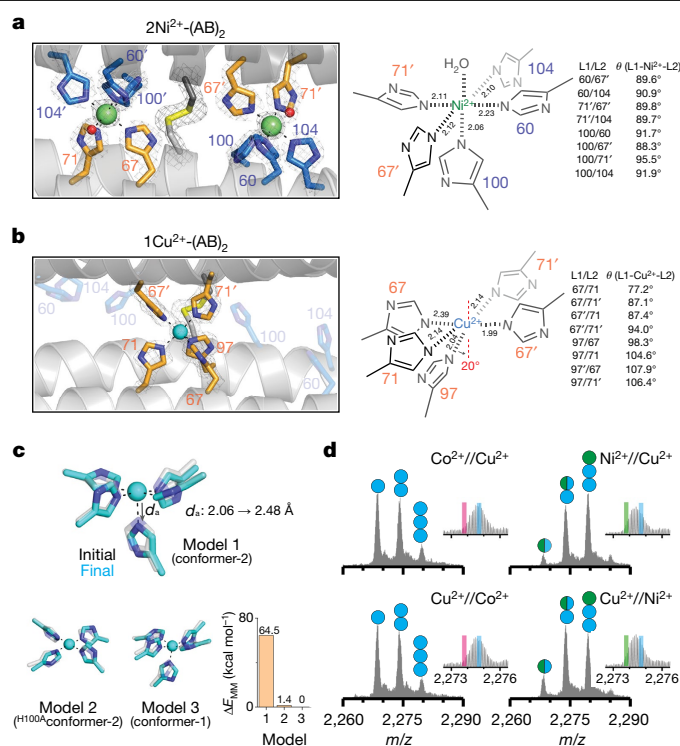 a
2Ni²⁺-(AB)₂
60′
104′
100′
67′
71′
71
67
100
104
60
71′
H₂O
104
2.11
2.10
Ni²⁺
2.23
2.12
2.06
60
67′
100
L1/L2 θ (L1-Ni²⁺-L2)
60/67′ 89.6°
60/104 90.9°
71′/67′ 89.8°
71′/104 89.7°
100/60 91.7°
100/67′ 88.3°
100/71′ 95.5°
100/104 91.9°
b
1Cu²⁺-(AB)₂
60
104
100
67′
71′
71
97
67
100
104
60
67
71′
2.39
2.14
Cu²⁺
2.14
1.99
2.04
67′
71
20°
97
L1/L2 θ (L1-Cu²⁺-L2)
67/71 77.2°
67/71′ 87.1°
67′/71 87.4°
67′/71′ 94.0°
97/67 98.3°
97/71 104.6°
97′/67 107.9°
97/71′ 106.4°
c
dₐ
dₐ: 2.06 → 2.48 Å
Initial
Final
Model 1
(conformer-2)
Model 2
(ᴴ¹⁰⁰ᴬconformer-2)
Model 3
(conformer-1)
ΔE_MM (kcal mol⁻¹)
80
0
64.5
1.4
0
1 2 3
Model
d
Co²⁺//Cu²⁺
Ni²⁺//Cu²⁺
Cu²⁺//Co²⁺
Cu²⁺//Ni²⁺
2,273 2,276
2,273 2,276
2,260 2,275 2,290
2,260 2,275 2,290
m/z
m/z